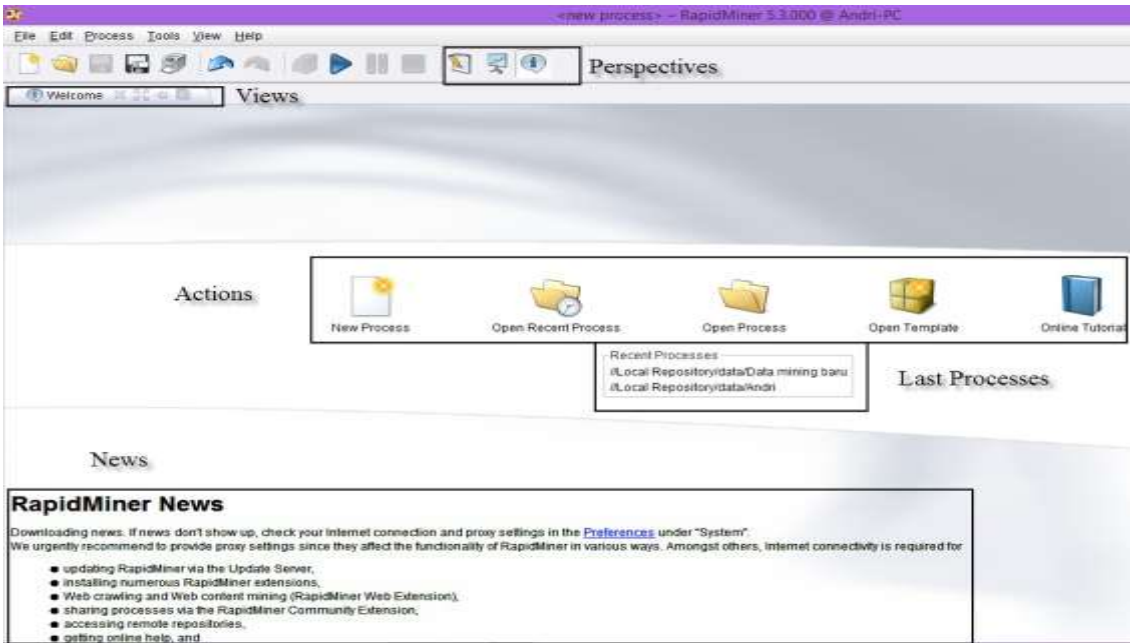 <new process> – RapidMiner 5.3.000 @ Andri-PC
File Edit Process Tools View Help
Perspectives
Welcome
Views
Actions
New Process
Open Recent Process
Open Process
Open Template
Online Tutorial
Recent Processes
//Local Repository/data/Data mining baru
//Local Repository/data/Andri
Last Processes
News
RapidMiner News
Downloading news. If news don't show up, check your Internet connection and proxy settings in the Preferences under "System".
We urgently recommend to provide proxy settings since they affect the functionality of RapidMiner in various ways. Amongst others, Internet connectivity is required for
● updating RapidMiner via the Update Server,
● installing numerous RapidMiner extensions,
● Web crawling and Web content mining (RapidMiner Web Extension),
● sharing processes via the RapidMiner Community Extension,
● accessing remote repositories,
● getting online help, and